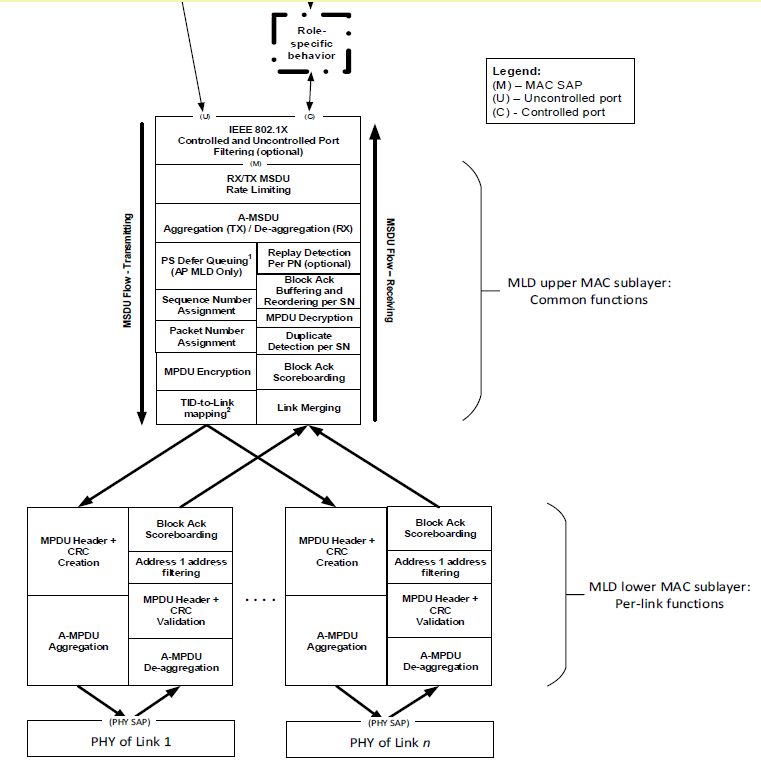 Role-
specific
behavior
Legend:
(M) – MAC SAP
(U) – Uncontrolled port
(C) - Controlled port
(U)
(C)
IEEE 802.1X
Controlled and Uncontrolled Port
Filtering (optional)
(M)
RX/TX MSDU
Rate Limiting
A-MSDU
Aggregation (TX) / De-aggregation (RX)
MSDU Flow - Transmitting
PS Defer Queuing1
(AP MLD Only)
Sequence Number
Assignment
Packet Number
Assignment
MPDU Encryption
TID-to-Link
mapping2
Replay Detection
Per PN (optional)
Block Ack
Buffering and
Reordering per SN
MPDU Decryption
Duplicate
Detection per SN
Block Ack
Scoreboarding
Link Merging
MSDU Flow – Receiving
MLD upper MAC sublayer:
Common functions
MPDU Header +
CRC
Creation
A-MPDU
Aggregation
Block Ack
Scoreboarding
Address 1 address
filtering
MPDU Header +
CRC
Validation
A-MPDU
De-aggregation
. . . .
MPDU Header +
CRC
Creation
A-MPDU
Aggregation
Block Ack
Scoreboarding
Address 1 address
filtering
MPDU Header +
CRC
Validation
A-MPDU
De-aggregation
MLD lower MAC sublayer:
Per-link functions
(PHY SAP)
PHY of Link 1
(PHY SAP)
PHY of Link n